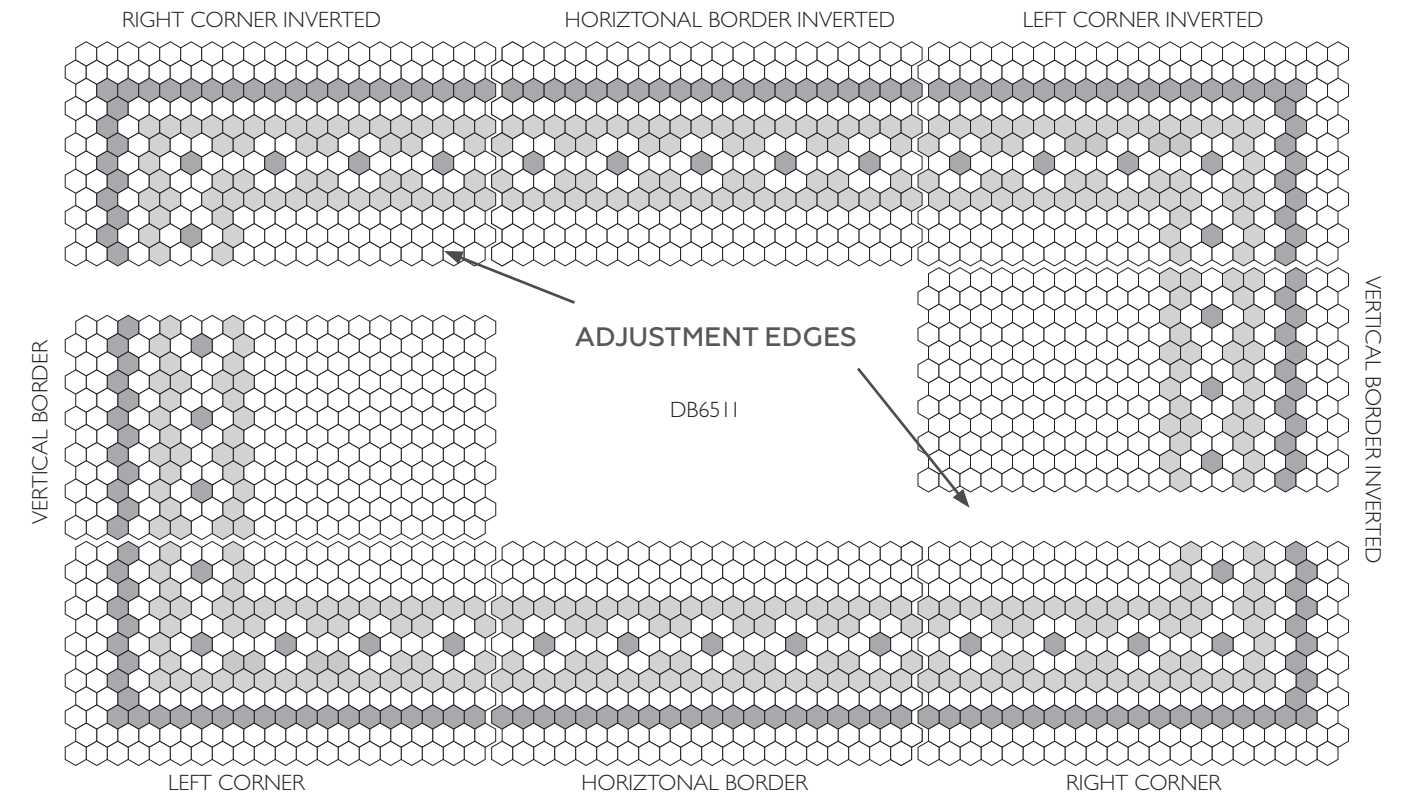 RIGHT CORNER INVERTED
HORIZTONAL BORDER INVERTED
LEFT CORNER INVERTED
VERTICAL BORDER
ADJUSTMENT EDGES
DB6511
VERTICAL BORDER INVERTED
LEFT CORNER
HORIZTONAL BORDER
RIGHT CORNER